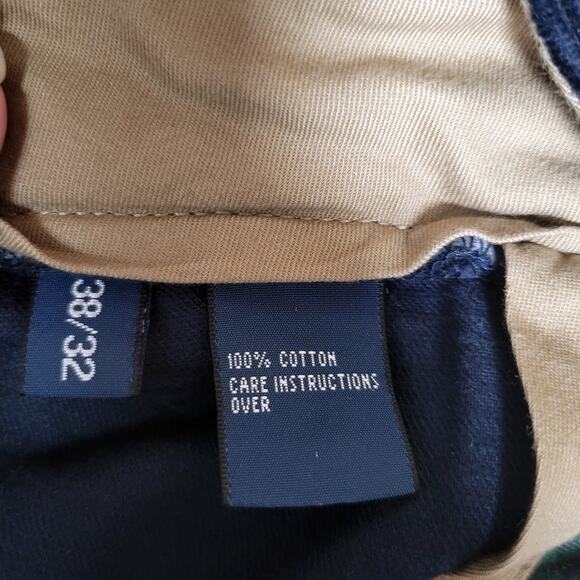 38/32
100% COTTON
CARE INSTRUCTIONS
OVER